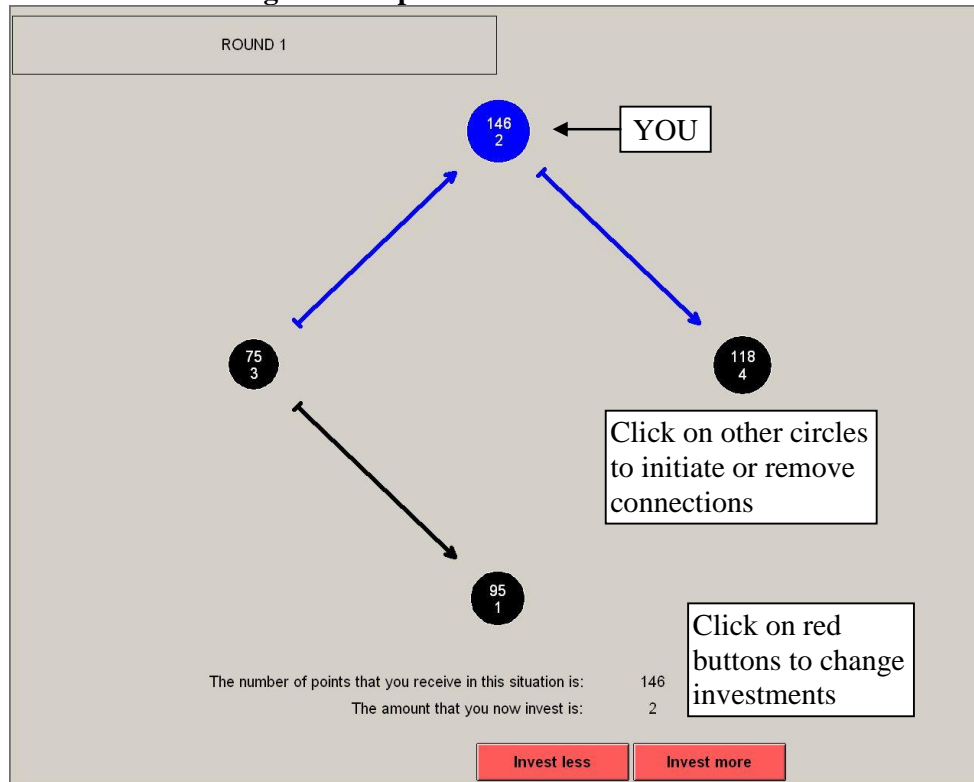 ROUND 1
146
2
YOU
75
3
118
4
Click on other circles
to initiate or remove
connections
95
1
Click on red
buttons to change
investments
The number of points that you receive in this situation is: 146
The amount that you now invest is: 2
Invest less Invest more